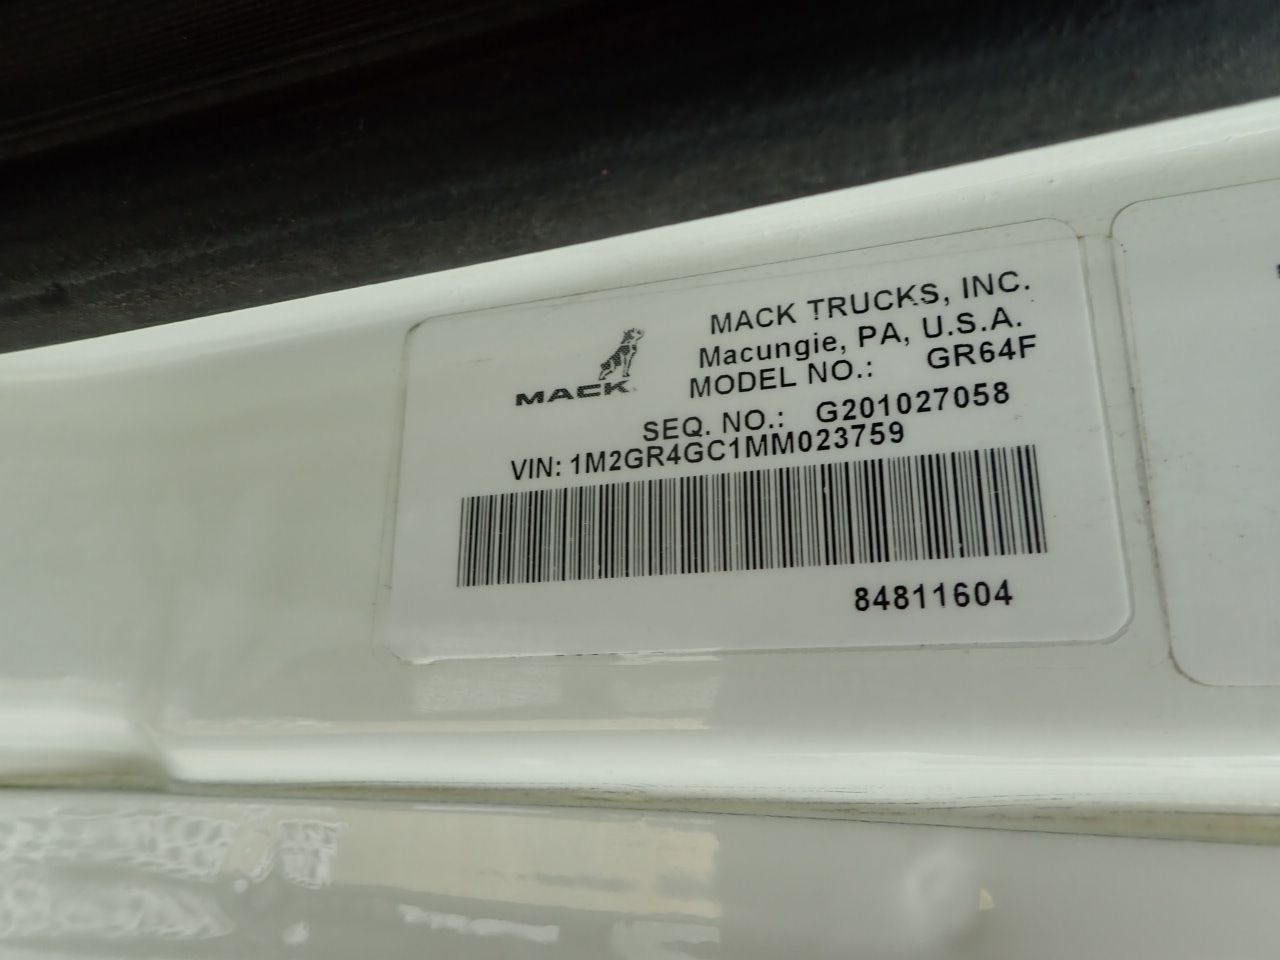 MACK TRUCKS, INC.
Macungie, PA, U.S.A.
MACK
MODEL NO.: GR64F
SEQ. NO.: G201027058
VIN: 1M2GR4GC1MM023759
84811604